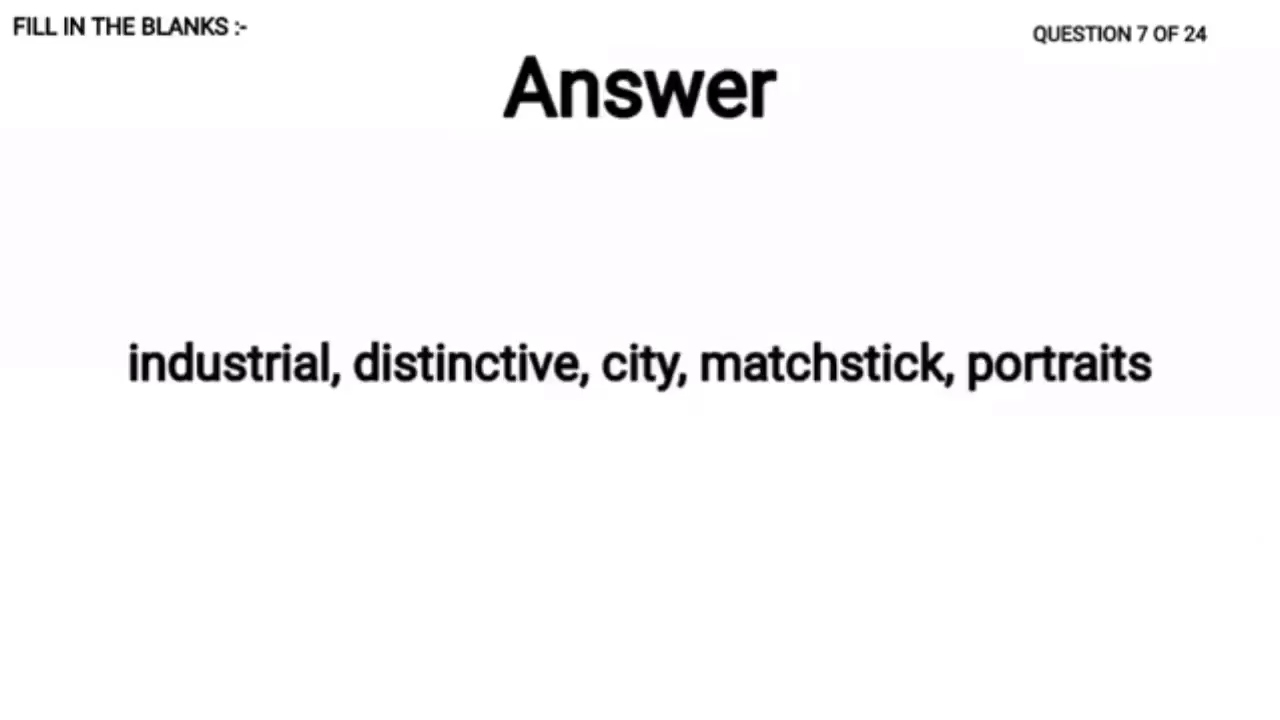 FILL IN THE BLANKS :-
QUESTION 7 OF 24
Answer
industrial, distinctive, city, matchstick, portraits